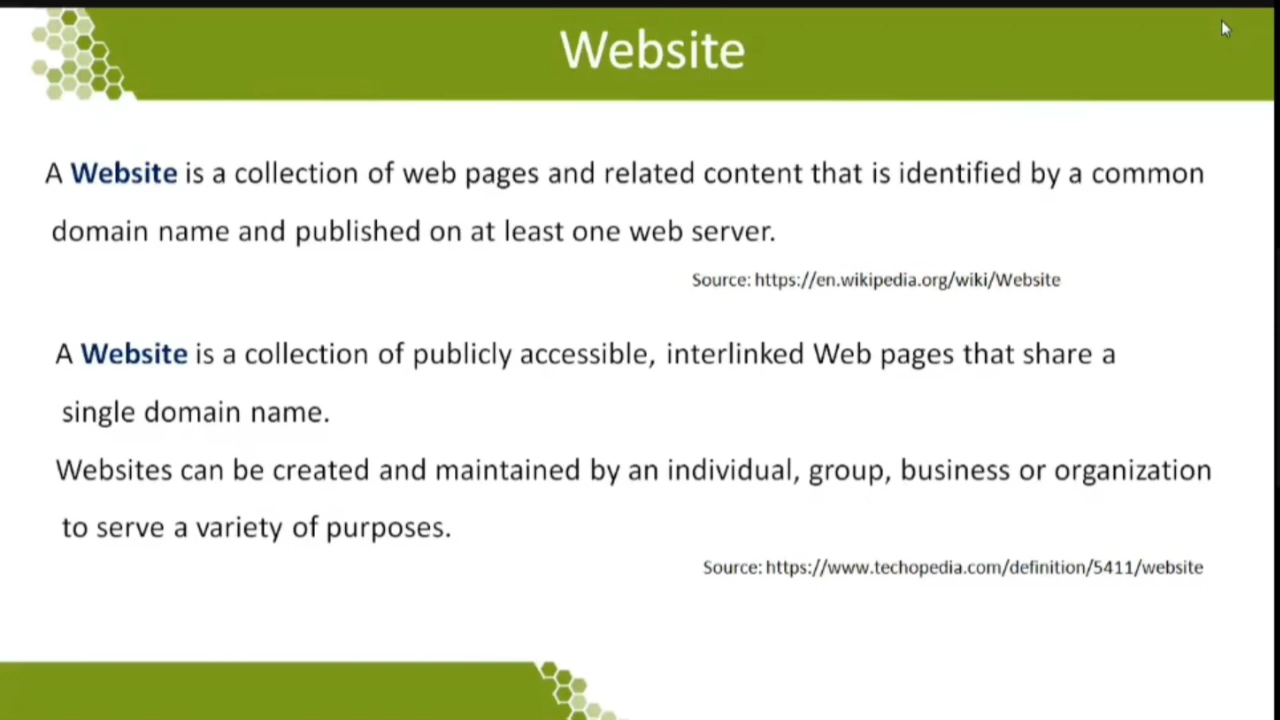 Website
A Website is a collection of web pages and related content that is identified by a common
domain name and published on at least one web server.
Source: https://en.wikipedia.org/wiki/Website
A Website is a collection of publicly accessible, interlinked Web pages that share a
single domain name.
Websites can be created and maintained by an individual, group, business or organization
to serve a variety of purposes.
Source: https://www.techopedia.com/definition/5411/website